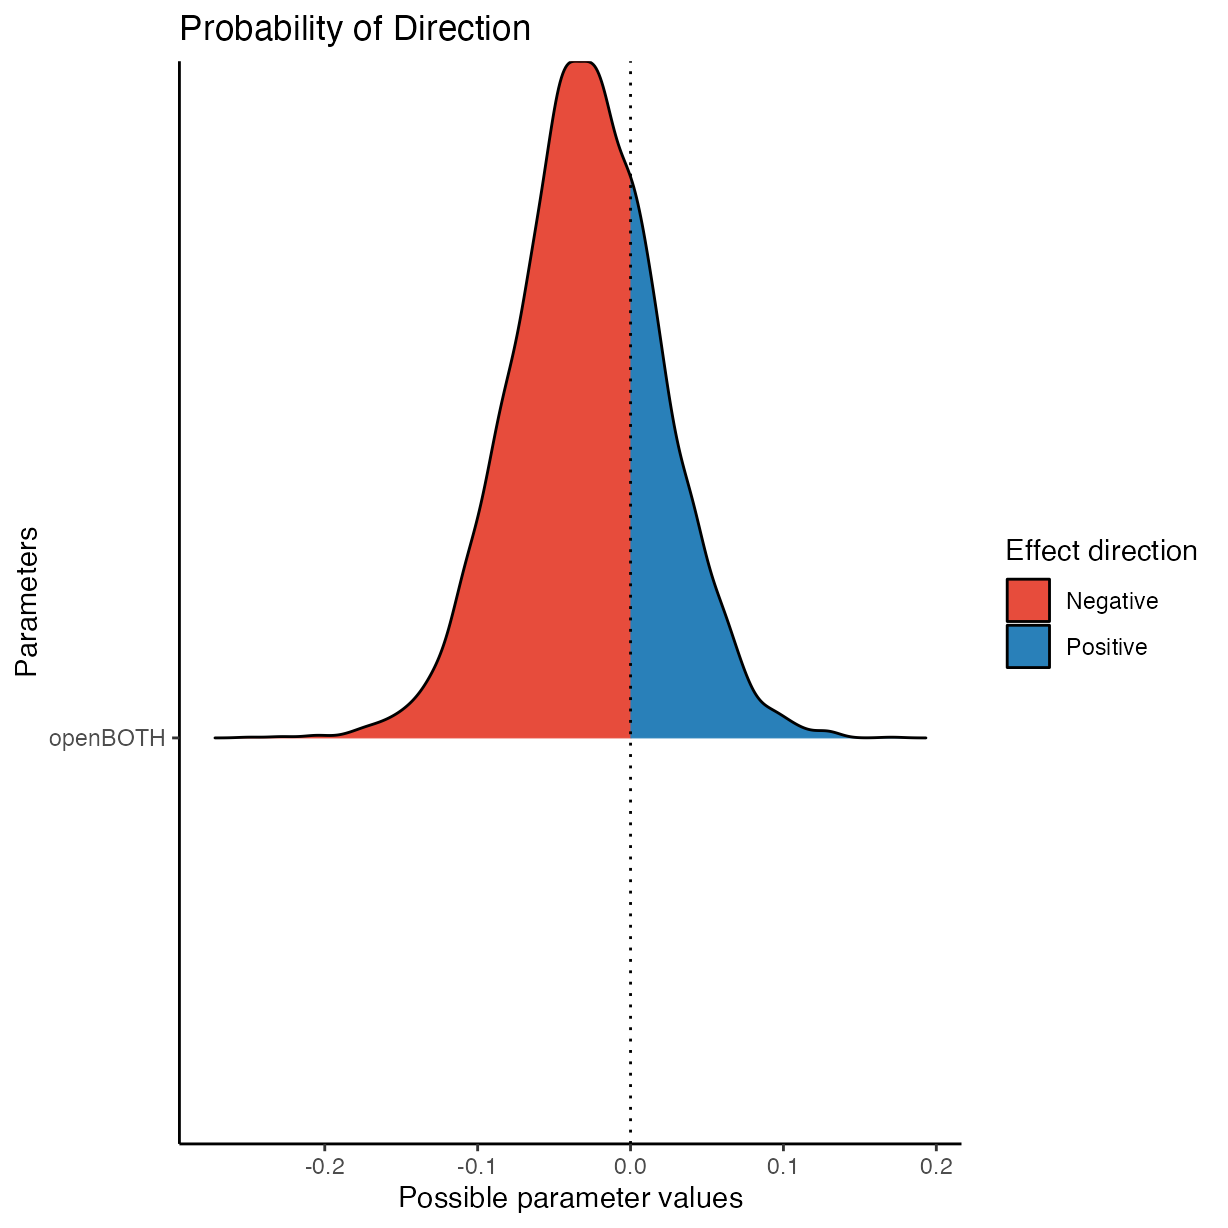 Probability of Direction
Parameters
openBOTH
Effect direction
Negative
Positive
-0.2 -0.1 0.0 0.1 0.2
Possible parameter values